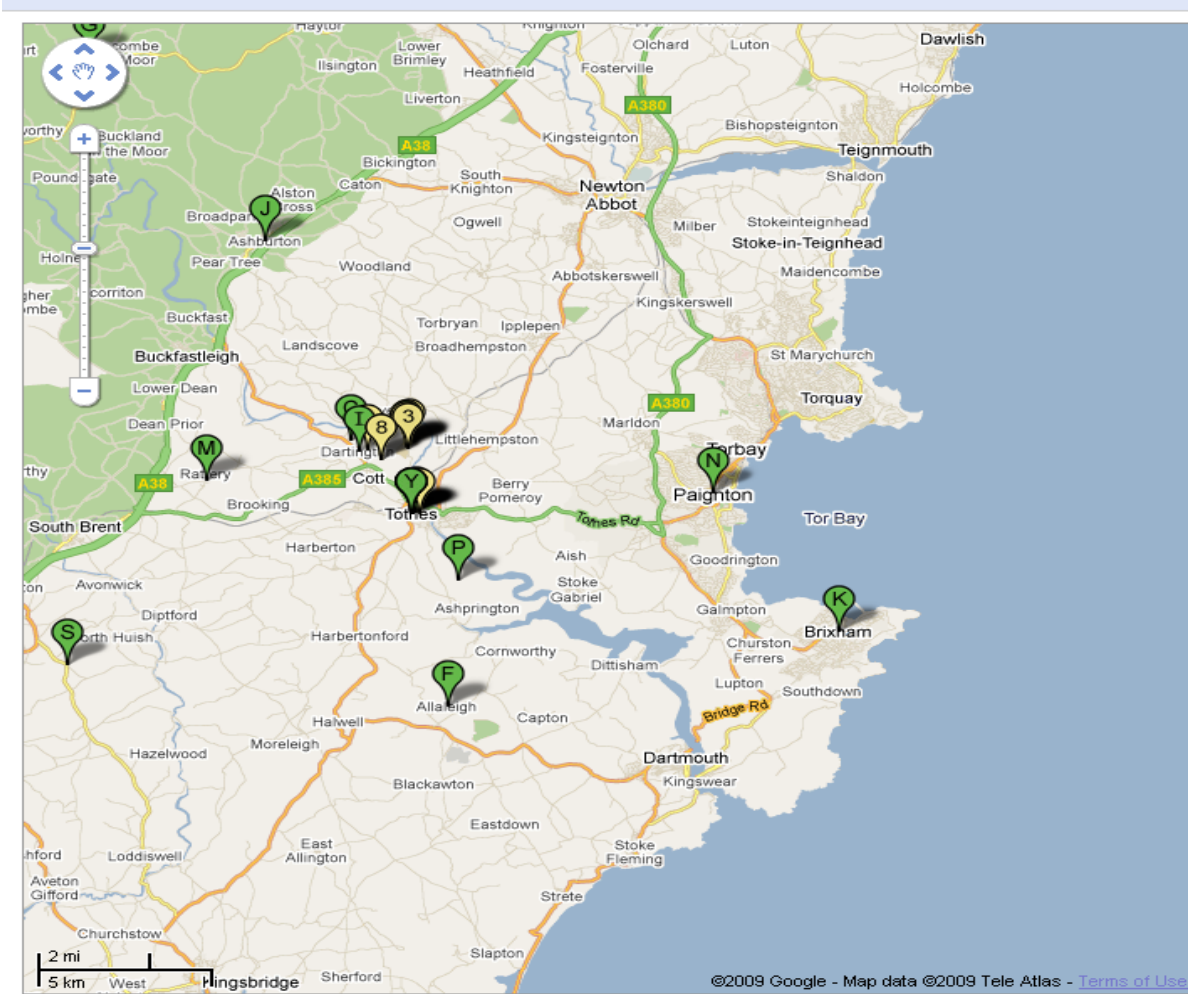 G
Haytor
Knighton
Dawlish
Lower
Brimley
Olchard
Luton
Ilsington
Heathfield
Fosterville
Holcombe
Liverton
A380
Bishopsteignton
Buckland
the Moor
A38
Kingsteignton
Teignmouth
Bickington
South
Knighton
Shaldon
Caton
Newton
Abbot
Alston
Cross
J
Ogwell
Milber
Stokeinteignhead
Ashburton
Stoke-in-Teignhead
Holne
Pear Tree
Woodland
Abbotskerswell
Maidencombe
Kingskerswell
Buckfast
Torbryan
Ipplepen
Landscove
Broadhempston
Buckfastleigh
St Marychurch
Lower Dean
Torquay
A380
Dean Prior
I
8
3
Marldon
Littlehempston
Dartington
Torbay
M
Rattery
A38
A385
Cott
Y
Berry
Pomeroy
N
Paignton
Brooking
Totnes
Totnes Rd
Tor Bay
South Brent
Harberton
P
Aish
Goodrington
Avonwick
Stoke
Gabriel
Diptford
Ashprington
Galmpton
K
Brixham
S
North Huish
Harbertonford
Cornworthy
Churston
Ferrers
Dittisham
F
Allaleigh
Lupton
Southdown
Halwell
Capton
Bridge Rd
Moreleigh
Hazelwood
Dartmouth
Blackawton
Kingswear
Eastdown
East
Allington
Stoke
Fleming
Loddiswell
Aveton
Gifford
Strete
Churchstow
Slapton
2 mi
5 km
West
Kingsbridge
Sherford
©2009 Google - Map data ©2009 Tele Atlas - Terms of Use